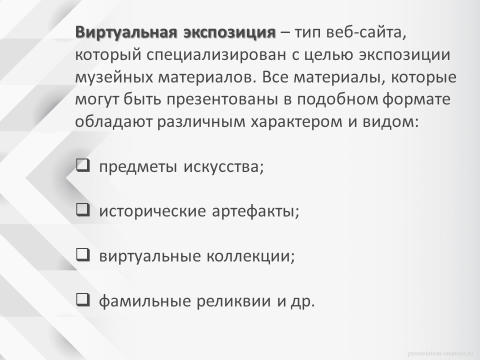 Виртуальная экспозиция – тип веб-сайта,
который специализирован с целью экспозиции
музейных материалов. Все материалы, которые
могут быть презентованы в подобном формате
обладают различным характером и видом:
❑ предметы искусства;
❑ исторические артефакты;
❑ виртуальные коллекции;
❑ фамильные реликвии и др.